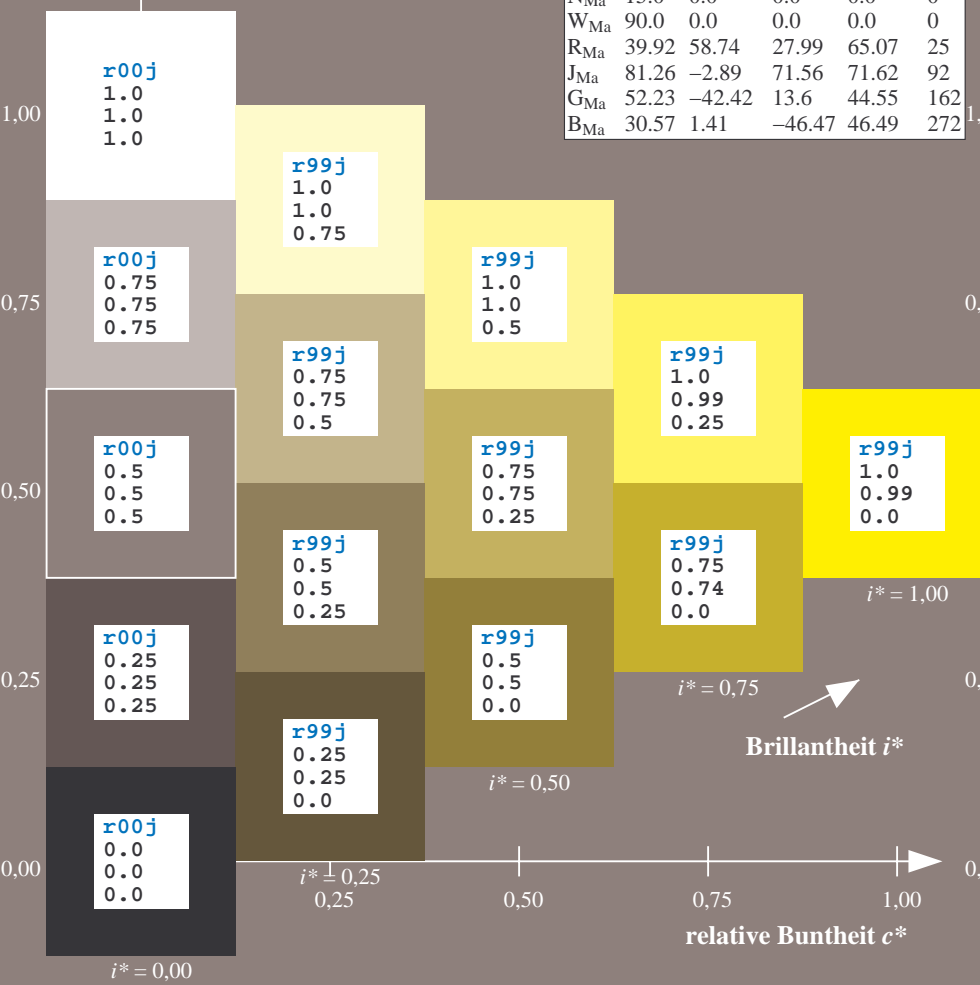 W_Ma 90.0 0.0 0.0 0.0 0
R_Ma 39.92 58.74 27.99 65.07 25
J_Ma 81.26 −2.89 71.56 71.62 92
G_Ma 52.23 −42.42 13.6 44.55 162
B_Ma 30.57 1.41 −46.47 46.49 272
1,00
0,75
0,50
0,25
0,00
r00j
1.0
1.0
1.0
r00j
0.75
0.75
0.75
r00j
0.5
0.5
0.5
r00j
0.25
0.25
0.25
r00j
0.0
0.0
0.0
i* = 0,00
r99j
1.0
1.0
0.75
r99j
0.75
0.75
0.5
r99j
0.5
0.5
0.25
r99j
0.25
0.25
0.0
i* = 0,25
r99j
1.0
1.0
0.5
r99j
0.75
0.75
0.25
r99j
0.5
0.5
0.0
i* = 0,50
r99j
1.0
0.99
0.25
r99j
0.75
0.74
0.0
i* = 0,75
r99j
1.0
0.99
0.0
i* = 1,00
Brillantheit i*
0,25 0,50 0,75 1,00
relative Buntheit c*